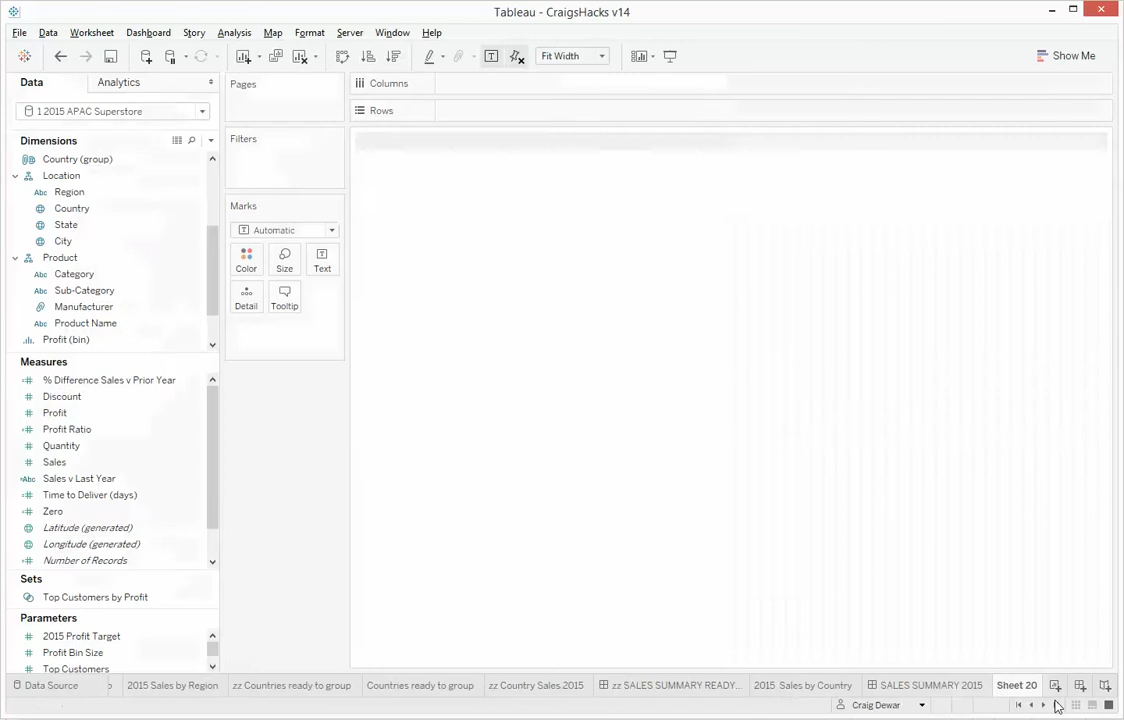 Tableau - CraigsHacks v14
File Data Worksheet Dashboard Story Analysis Map Format Server Window Help
Fit Width Show Me
Data Analytics
1 2015 APAC Superstore
Dimensions
Country (group)
Location
Abc Region
Country
State
City
Product
Abc Category
Abc Sub-Category
Manufacturer
Abc Product Name
Profit (bin)
Measures
% Difference Sales v Prior Year
Discount
Profit
Profit Ratio
Quantity
Sales
Abc Sales v Last Year
Time to Deliver (days)
Zero
Latitude (generated)
Longitude (generated)
Number of Records
Sets
Top Customers by Profit
Parameters
2015 Profit Target
Profit Bin Size
Top Customers
Pages
Filters
Marks
Automatic
Color Size Text
Detail Tooltip
Columns
Rows
Data Source 2015 Sales by Region zz Countries ready to group Countries ready to group zz Country Sales 2015 zz SALES SUMMARY READY... 2015 Sales by Country SALES SUMMARY 2015 Sheet 20
Craig Dewar